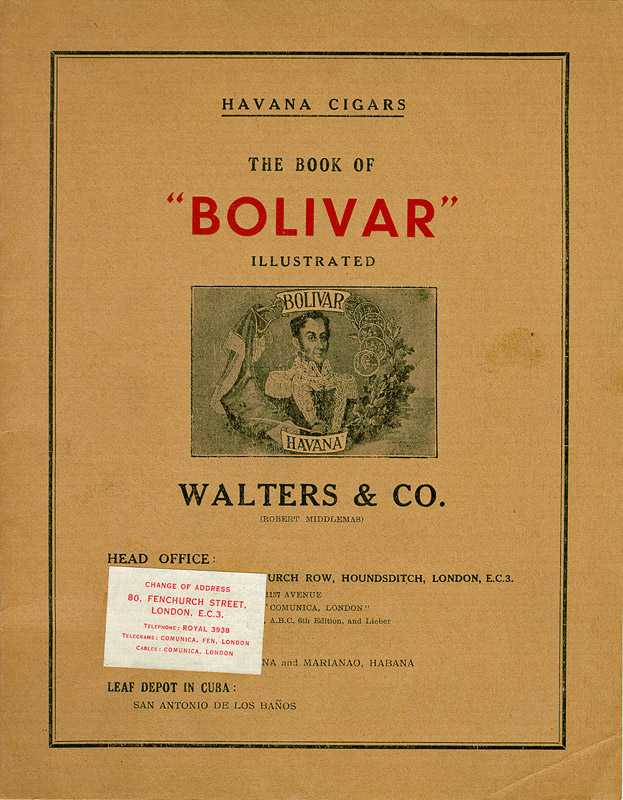 HAVANA CIGARS
THE BOOK OF
"BOLIVAR"
ILLUSTRATED
BOLIVAR
HAVANA
WALTERS & CO.
(ROBERT MIDDLEMAS)
HEAD OFFICE:
URCH ROW, HOUNDSDITCH, LONDON, E.C.3.
1157 AVENUE
"COMUNICA, LONDON"
, A.B.C. 6th Edition, and Lieber
CHANGE OF ADDRESS
80, FENCHURCH STREET,
LONDON, E.C.3.
TELEPHONE: ROYAL 3938
TELEGRAMS: COMUNICA, FEN, LONDON
CABLES: COMUNICA, LONDON
NA and MARIANAO, HABANA
LEAF DEPOT IN CUBA:
SAN ANTONIO DE LOS BAÑOS